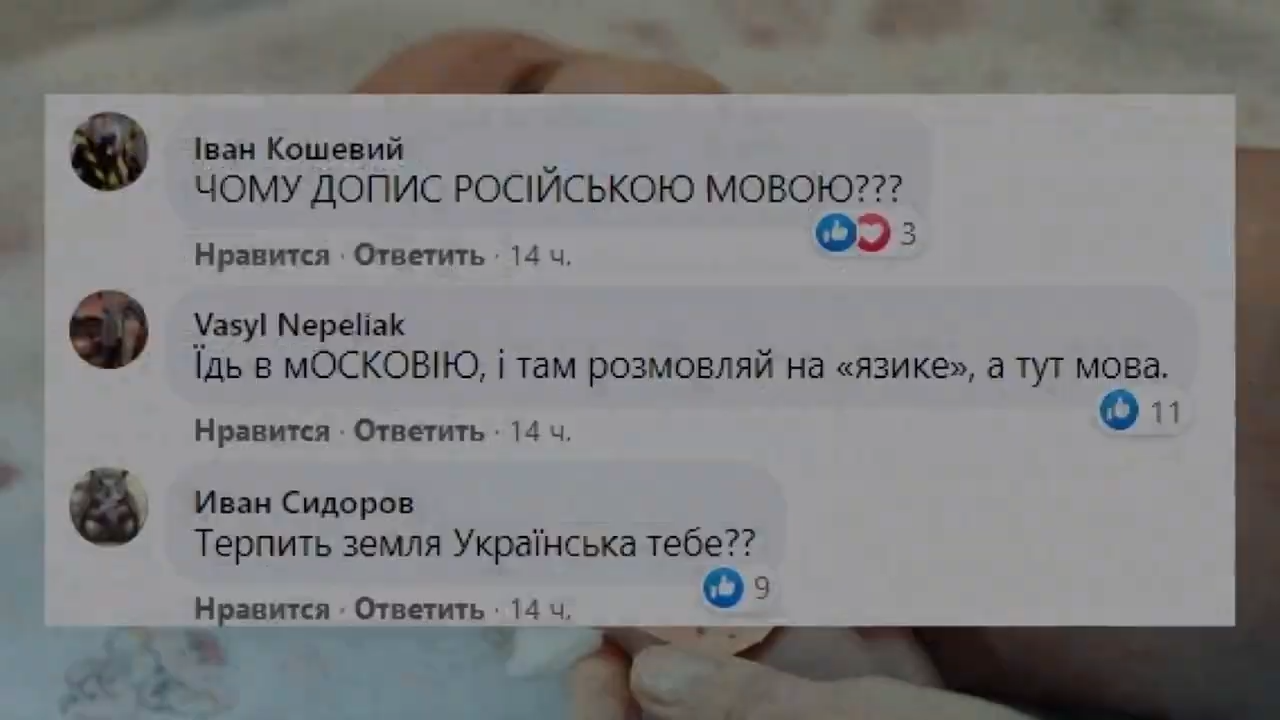 Іван Кошевий
ЧОМУ ДОПИС РОСІЙСЬКОЮ МОВОЮ???
3
Нравится · Ответить · 14 ч.
Vasyl Nepeliak
Їдь в мОСКОВІЮ, і там розмовляй на «язике», а тут мова.
11
Нравится · Ответить · 14 ч.
Иван Сидоров
Терпить земля Українська тебе??
9
Нравится · Ответить · 14 ч.